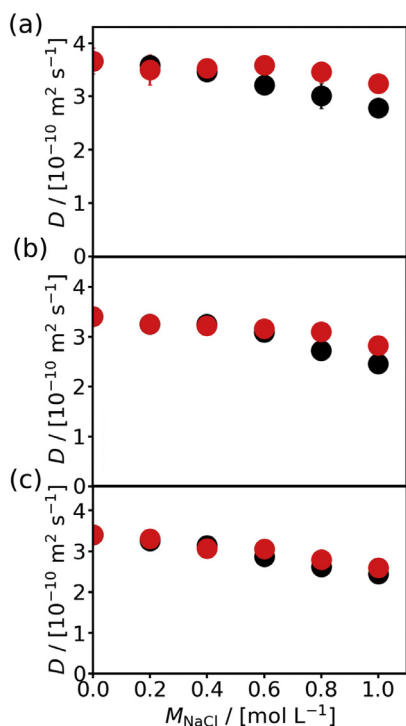 (a)
4
3
2
1
0
D / [10⁻¹⁰ m² s⁻¹]
(b)
4
3
2
1
0
D / [10⁻¹⁰ m² s⁻¹]
(c)
4
3
2
1
0
D / [10⁻¹⁰ m² s⁻¹]
0.0 0.2 0.4 0.6 0.8 1.0
M_NaCl / [mol L⁻¹]